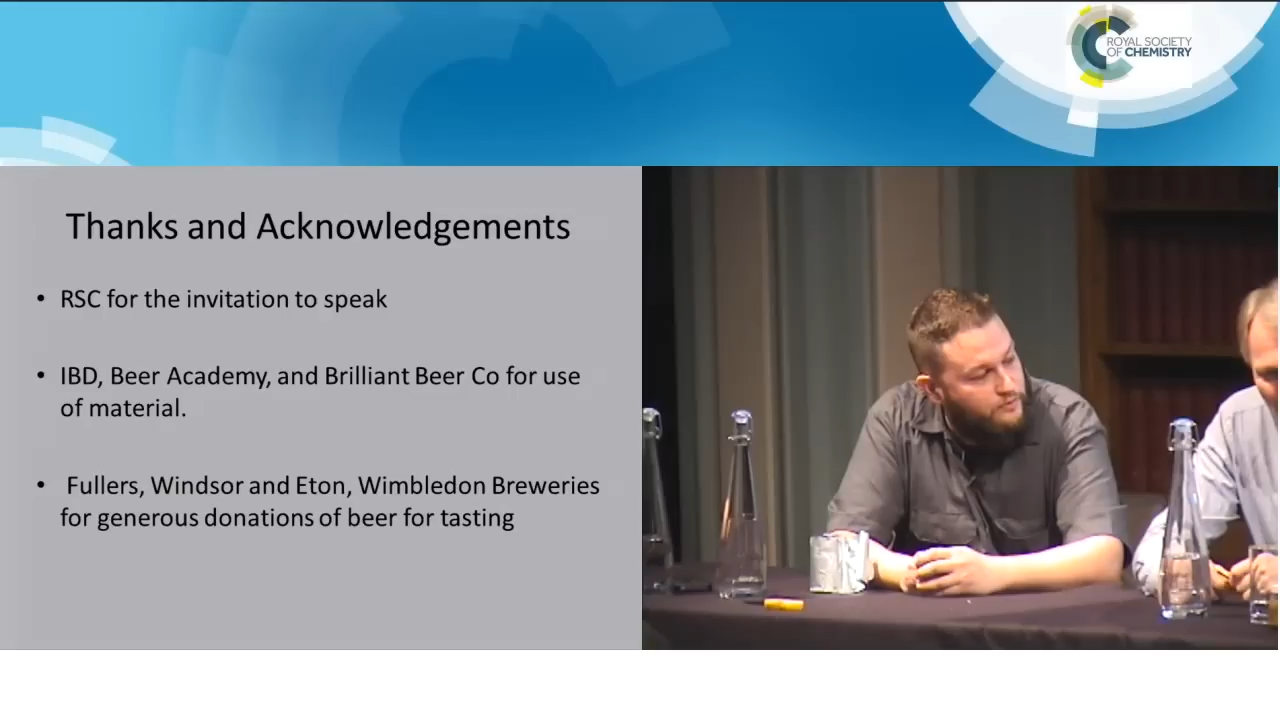 ROYAL SOCIETY
OF CHEMISTRY
Thanks and Acknowledgements
• RSC for the invitation to speak
• IBD, Beer Academy, and Brilliant Beer Co for use
of material.
• Fullers, Windsor and Eton, Wimbledon Breweries
for generous donations of beer for tasting